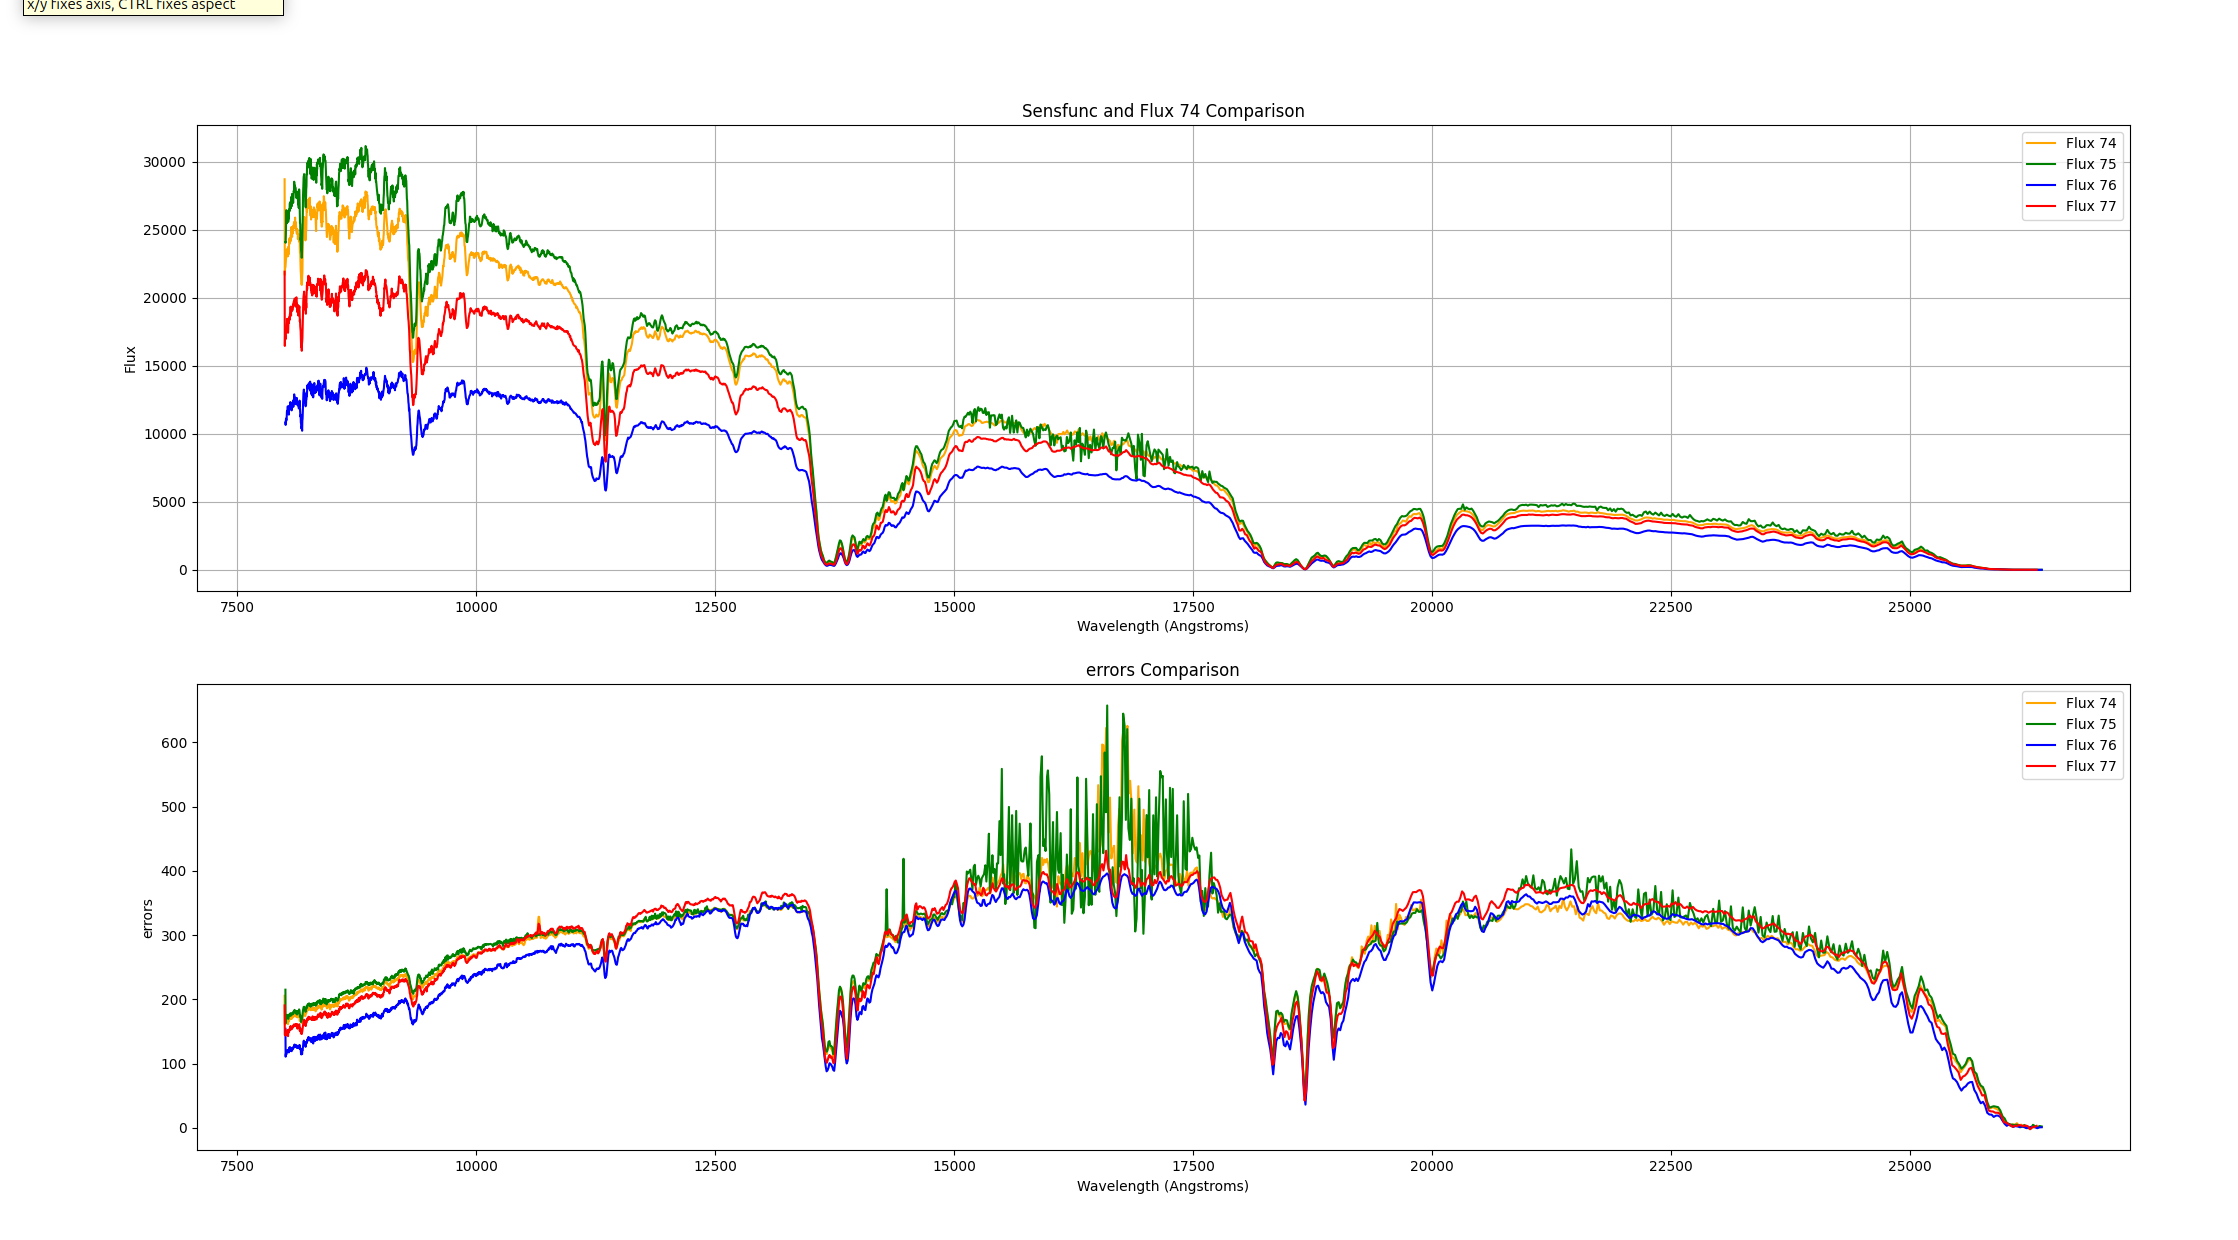 x/y fixes axis, CTRL fixes aspect
Sensfunc and Flux 74 Comparison
Flux
30000
25000
20000
15000
10000
5000
0
Flux 74
Flux 75
Flux 76
Flux 77
7500 10000 12500 15000 17500 20000 22500 25000
Wavelength (Angstroms)
errors Comparison
errors
600
500
400
300
200
100
0
Flux 74
Flux 75
Flux 76
Flux 77
7500 10000 12500 15000 17500 20000 22500 25000
Wavelength (Angstroms)